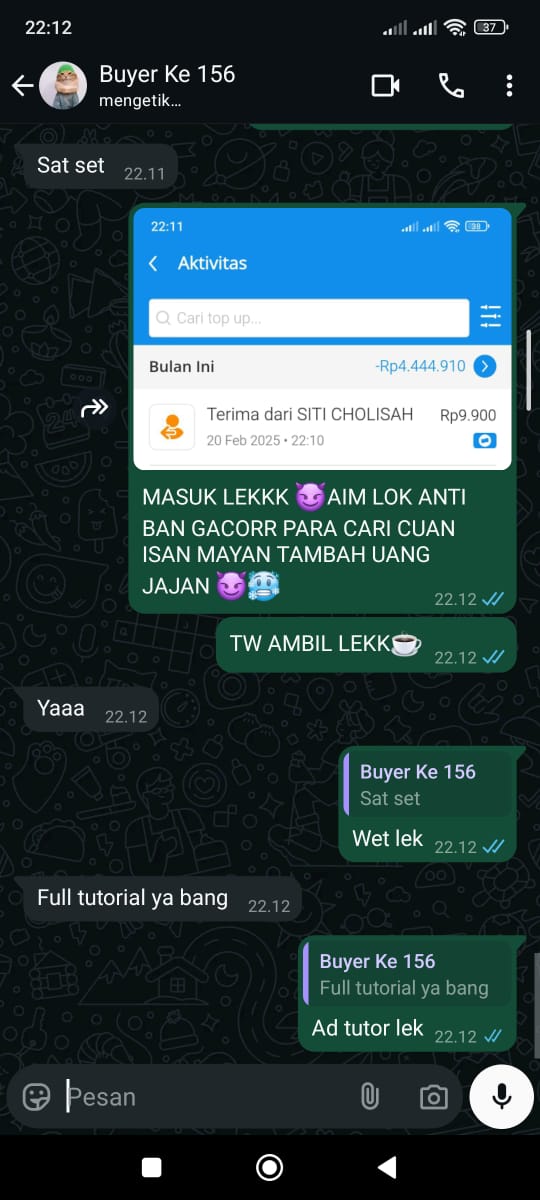 22:12
37
Buyer Ke 156
mengetik...
Sat set
22.11
22:11
38
Aktivitas
Cari top up...
Bulan Ini
-Rp4.444.910
Terima dari SITI CHOLISAH
Rp9.900
20 Feb 2025 • 22:10
MASUK LEKKK 😈AIM LOK ANTI
BAN GACORR PARA CARI CUAN
ISAN MAYAN TAMBAH UANG
JAJAN 😈🥶
22.12
TW AMBIL LEKK☕
22.12
Yaaa
22.12
Buyer Ke 156
Sat set
Wet lek
22.12
Full tutorial ya bang
22.12
Buyer Ke 156
Full tutorial ya bang
Ad tutor lek
22.12
Pesan